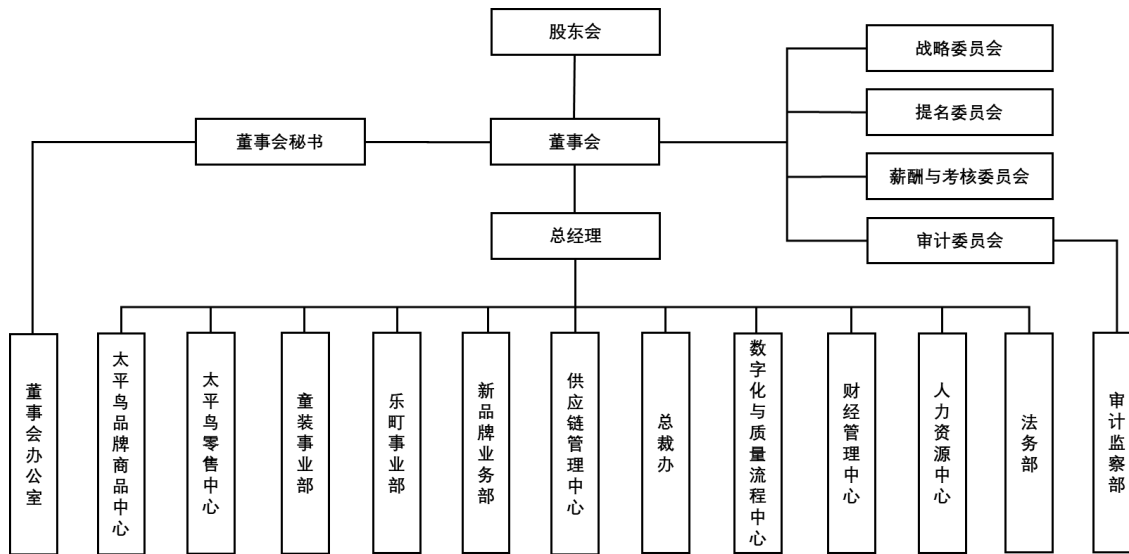 股东会
战略委员会
提名委员会
董事会秘书
董事会
薪酬与考核委员会
总经理
审计委员会
董事会办公室
太平鸟品牌商品中心
太平鸟零售中心
童装事业部
乐町事业部
新品牌业务部
供应链管理中心
总裁办
数字化与质量流程中心
财经管理中心
人力资源中心
法务部
审计监察部